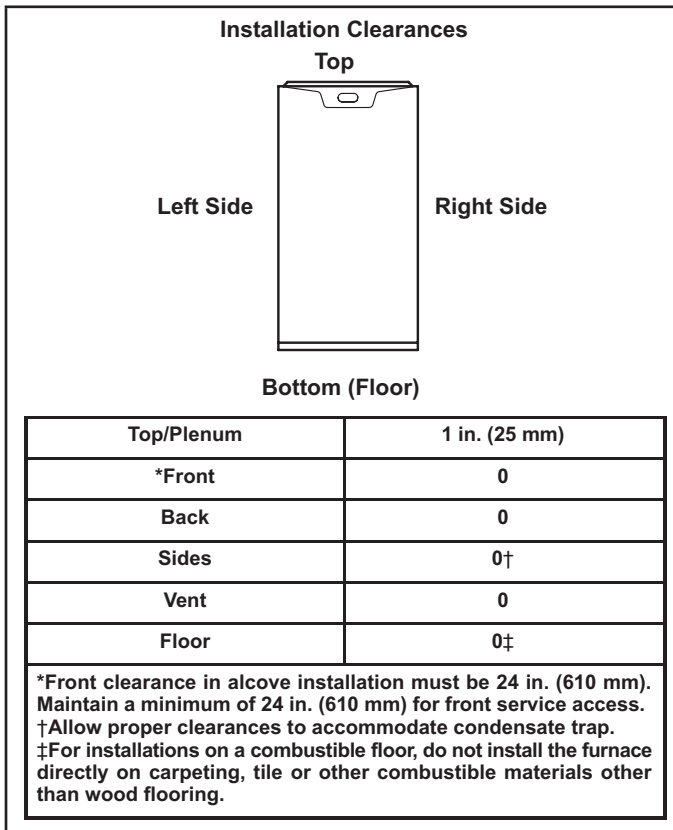 Installation Clearances
Top
Left Side
Right Side
Bottom (Floor)
Top/Plenum 1 in. (25 mm)
*Front 0
Back 0
Sides 0†
Vent 0
Floor 0‡
*Front clearance in alcove installation must be 24 in. (610 mm).
Maintain a minimum of 24 in. (610 mm) for front service access.
†Allow proper clearances to accommodate condensate trap.
‡For installations on a combustible floor, do not install the furnace
directly on carpeting, tile or other combustible materials other
than wood flooring.